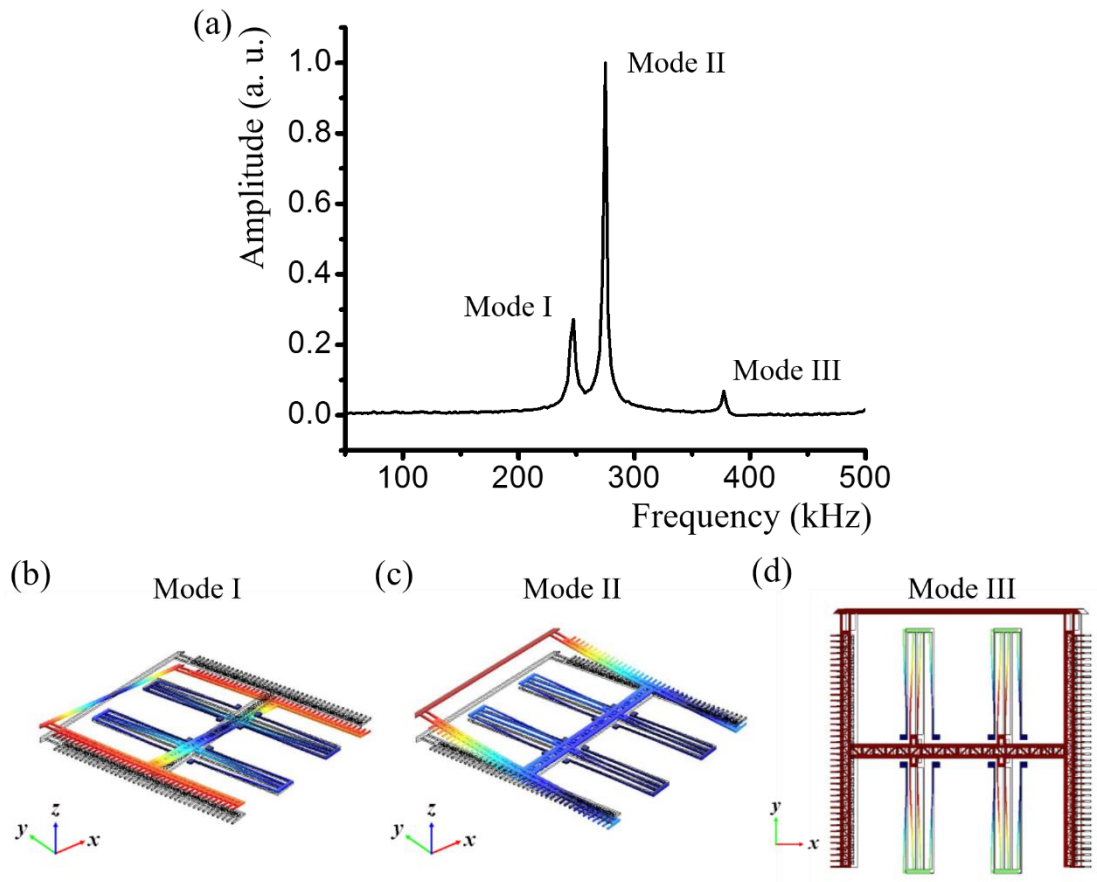 (a)
Mode II
Mode I
Mode III
Amplitude (a. u.)
1.0
0.8
0.6
0.4
0.2
0.0
100 200 300 400 500
Frequency (kHz)
(b) Mode I
(c) Mode II
(d) Mode III
z
y
x
z
y
x
y
x